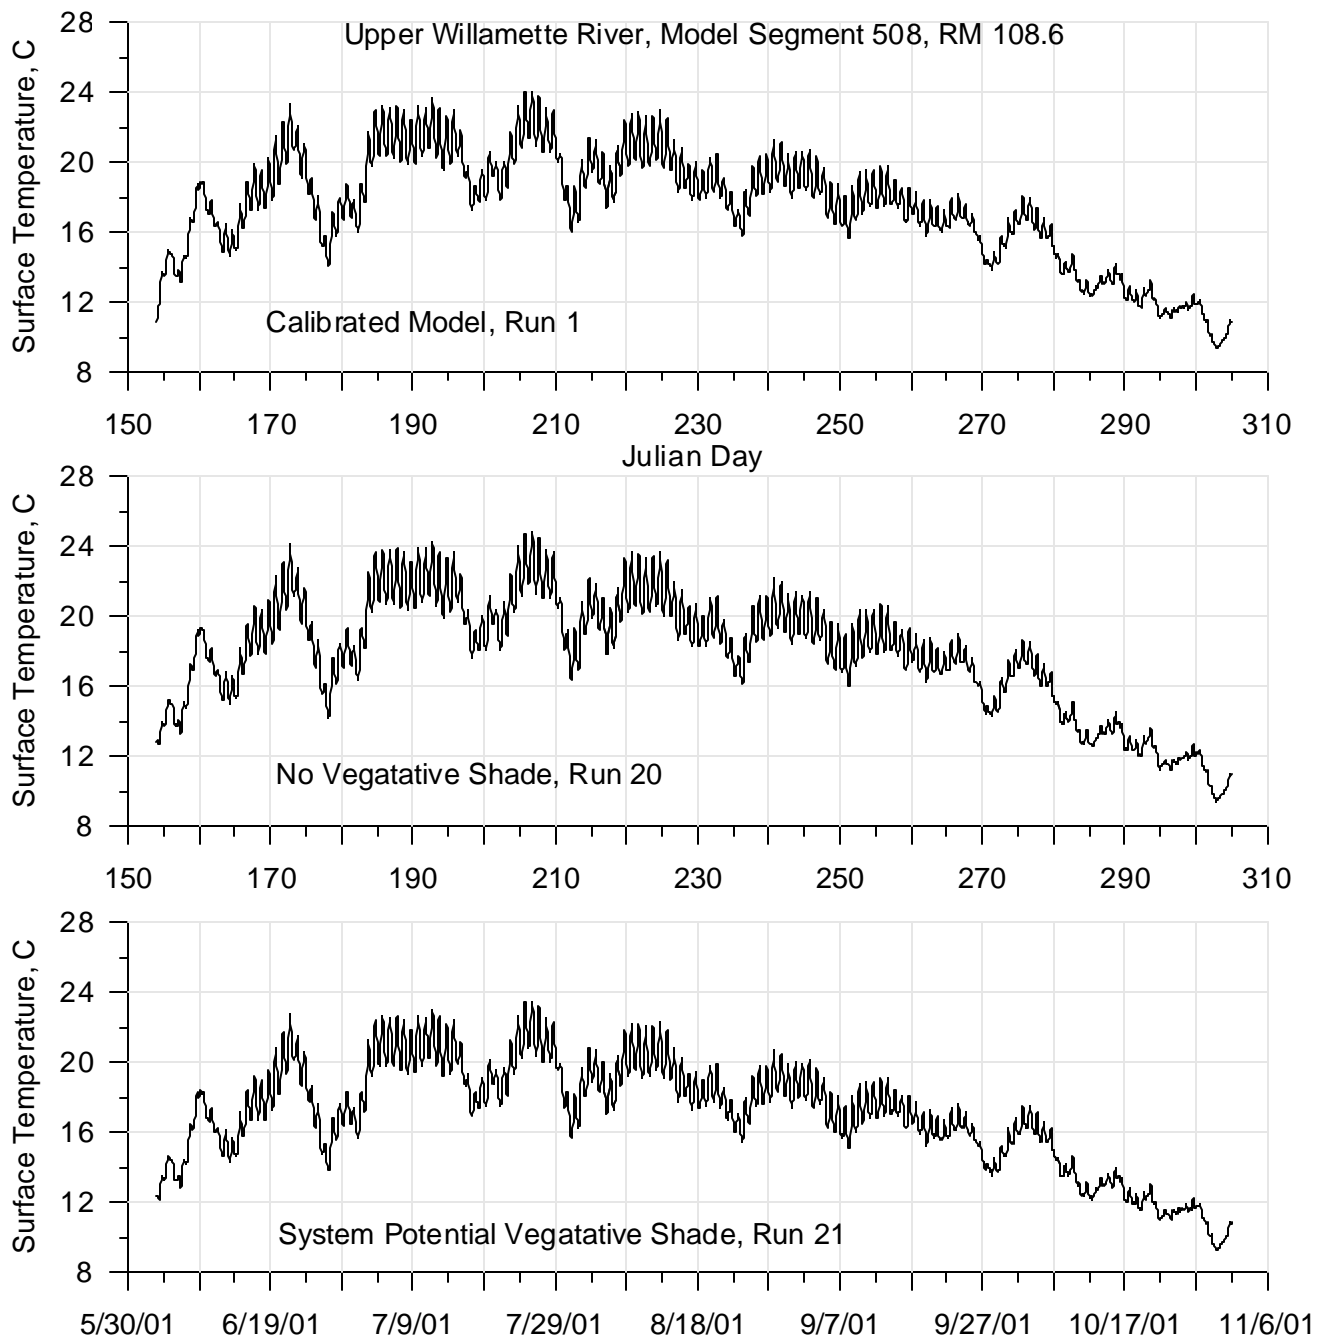 Upper Willamette River, Model Segment 508, RM 108.6
Surface Temperature, C
28
24
20
16
12
8
Calibrated Model, Run 1
150 170 190 210 230 250 270 290 310
Julian Day
Surface Temperature, C
28
24
20
16
12
8
No Vegatative Shade, Run 20
150 170 190 210 230 250 270 290 310
Surface Temperature, C
28
24
20
16
12
8
System Potential Vegatative Shade, Run 21
5/30/01 6/19/01 7/9/01 7/29/01 8/18/01 9/7/01 9/27/01 10/17/01 11/6/01